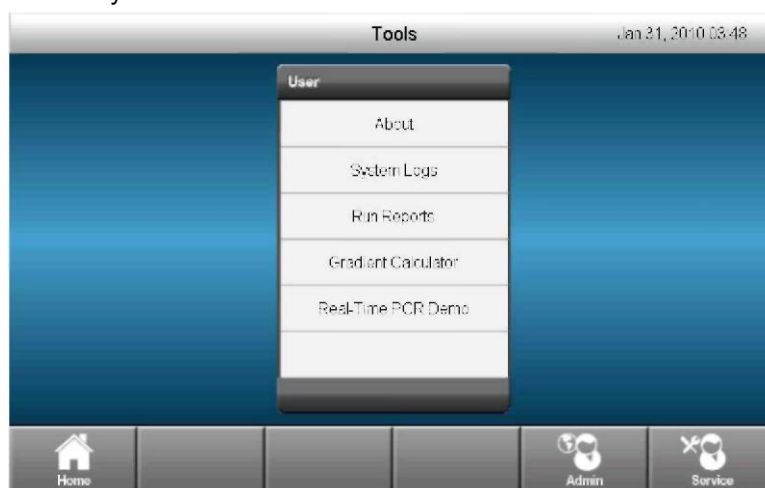 Tools
Jan 31, 2010 03:48
User
About
System Logs
Run Reports
Gradient Calculator
Real-Time PCR Demo
Home
Admin
Service